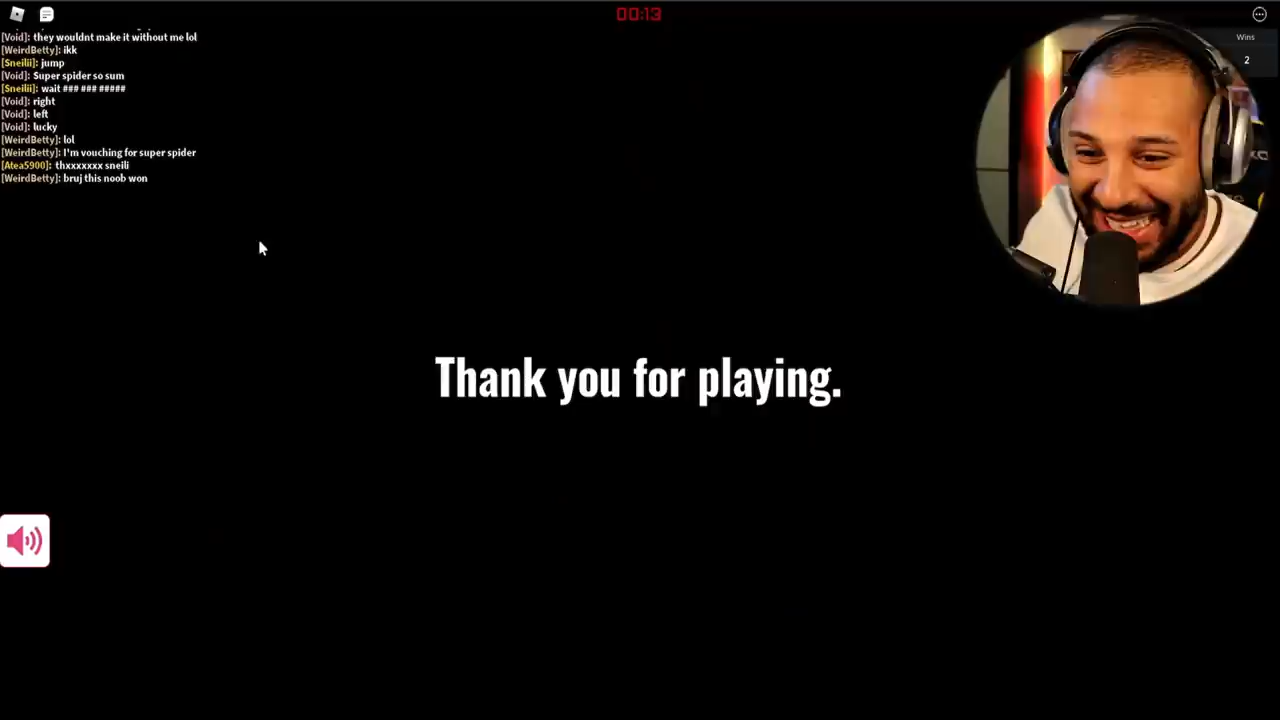 00:13
[Void]: they wouldnt make it without me lol
[WeirdBetty]: ikk
[Sneilii]: jump
[Void]: Super spider so sum
[Sneilii]: wait ### ### #####
[Void]: right
[Void]: left
[Void]: lucky
[WeirdBetty]: lol
[WeirdBetty]: I'm vouching for super spider
[Atea5900]: thxxxxxxx sneili
[WeirdBetty]: bruj this noob won
Wins
2
Thank you for playing.